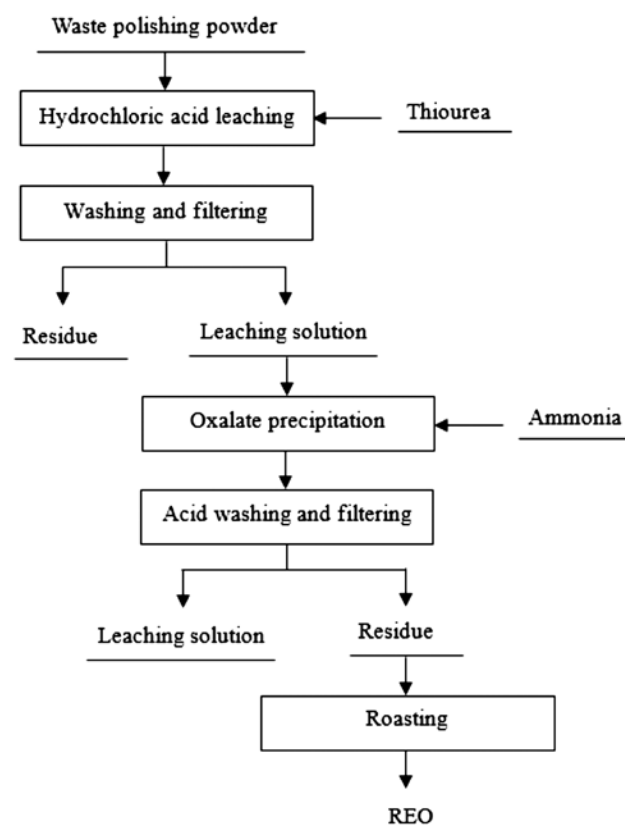 Waste polishing powder
Hydrochloric acid leaching
Thiourea
Washing and filtering
Residue
Leaching solution
Oxalate precipitation
Ammonia
Acid washing and filtering
Leaching solution
Residue
Roasting
REO